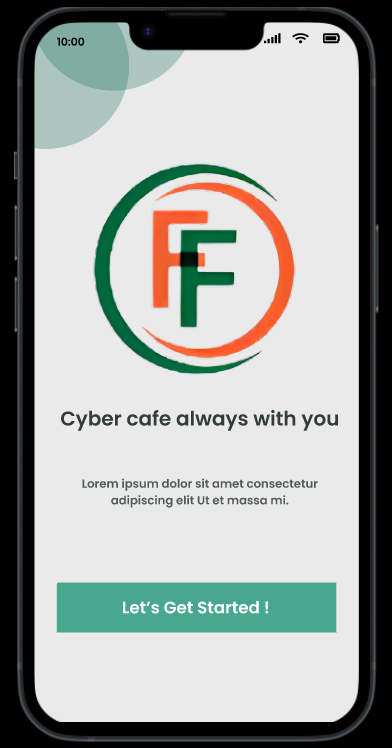 10:00
FF
Cyber cafe always with you
Lorem ipsum dolor sit amet consectetur
adipiscing elit Ut et massa mi.
Let's Get Started !